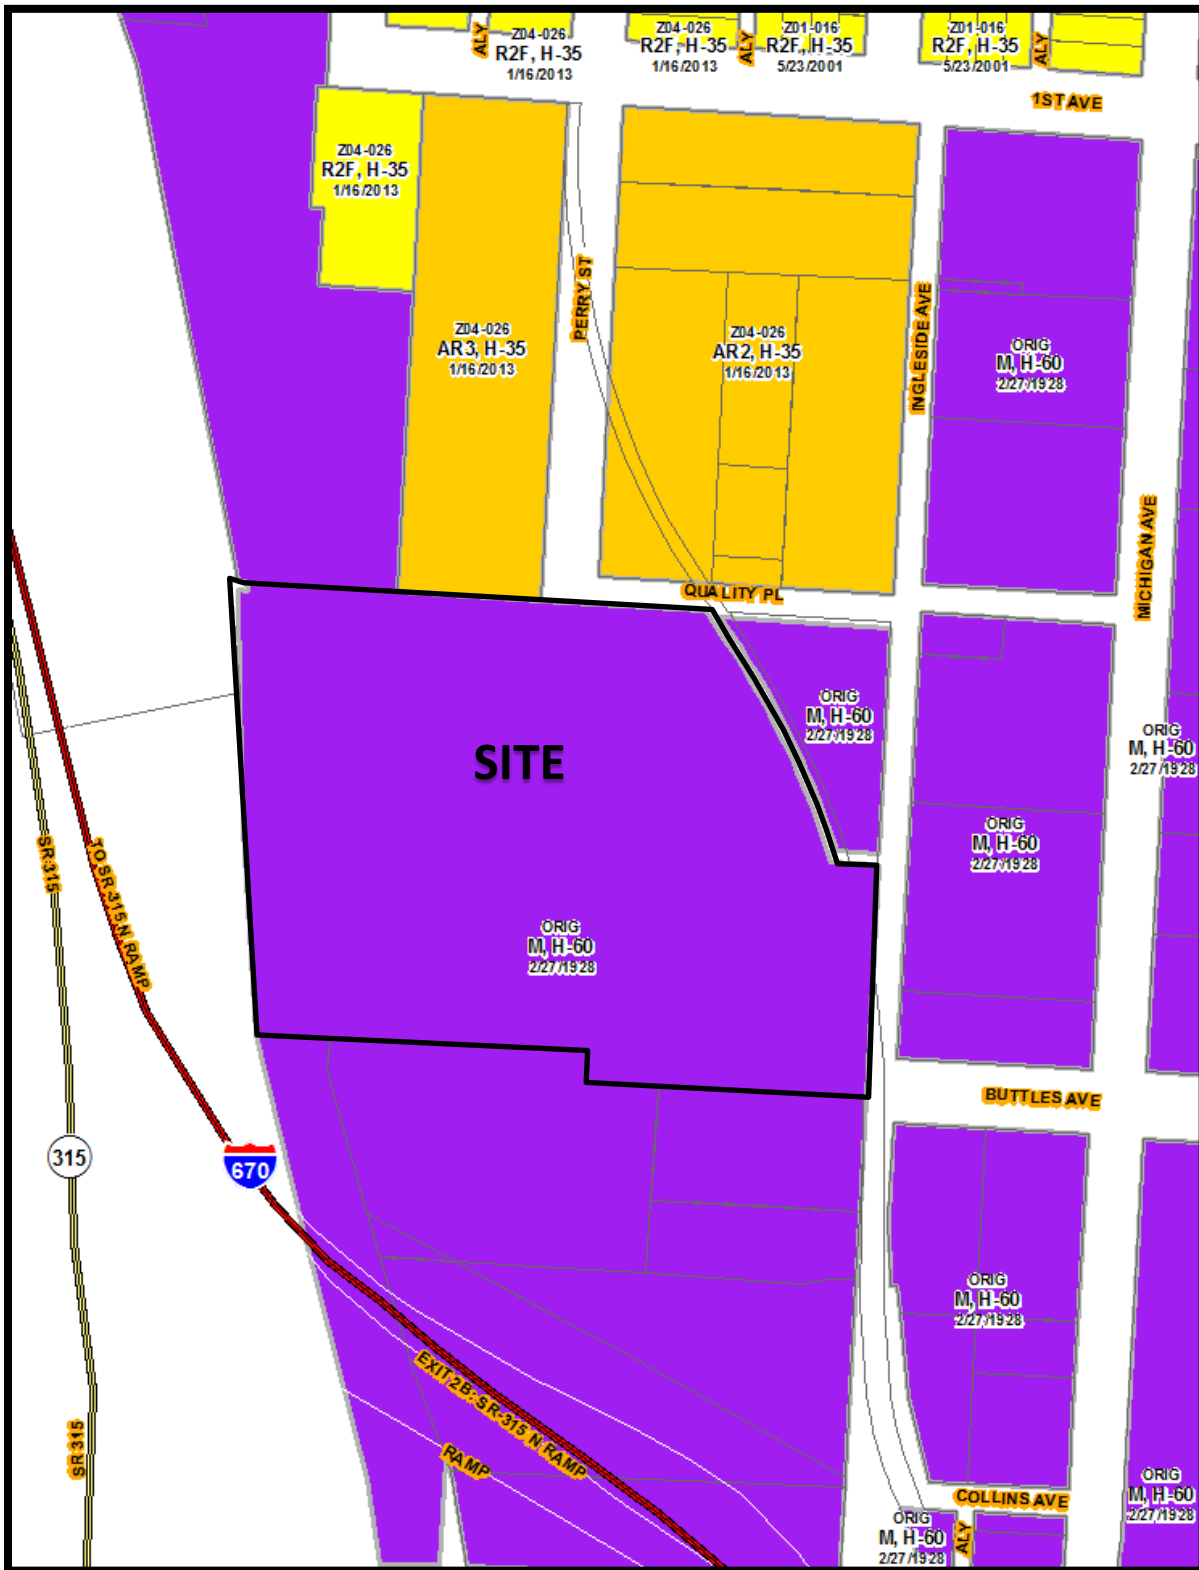 ALY
Z04-026
R2F, H-35
1/16/2013
Z04-026
R2F, H-35
1/16/2013
ALY
Z01-016
R2F, H-35
5/23/2001
Z01-016
R2F, H-35
5/23/2001
ALY
1ST AVE
Z04-026
R2F, H-35
1/16/2013
PERRY ST
INGLESIDE AVE
Z04-026
AR3, H-35
1/16/2013
Z04-026
AR2, H-35
1/16/2013
ORIG
M, H-60
2/27/1928
MICHIGAN AVE
QUALITY PL
ORIG
M, H-60
2/27/1928
ORIG
M, H-60
2/27/1928
SITE
ORIG
M, H-60
2/27/1928
SR 315
TO SR 315 N RAMP
ORIG
M, H-60
2/27/1928
BUTTLES AVE
315
670
ORIG
M, H-60
2/27/1928
EXIT 2B: SR-315 N RAMP
RAMP
SR 315
COLLINS AVE
ORIG
M, H-60
2/27/1928
ORIG
M, H-60
2/27/1928
ALY